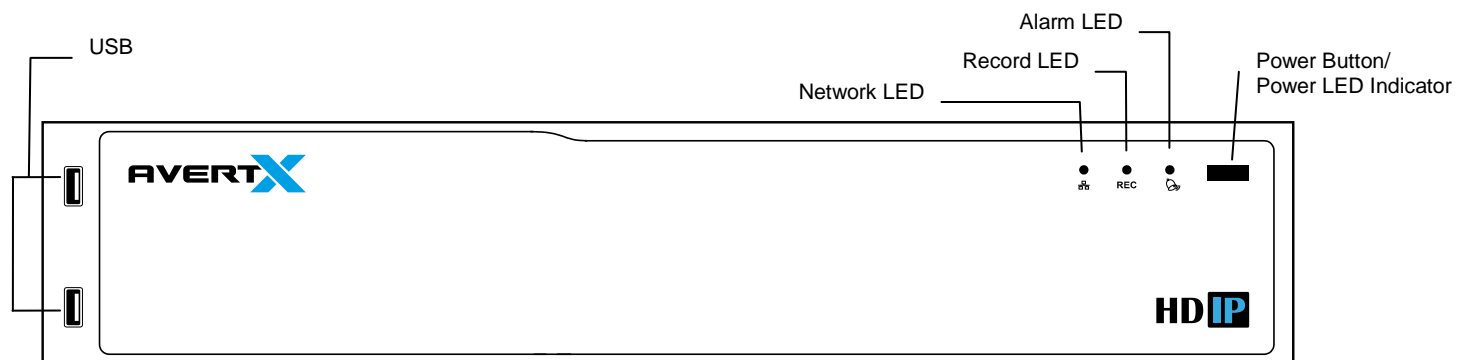 Alarm LED
USB
Record LED
Power Button/
Power LED Indicator
Network LED
AVERTX
REC
HD IP